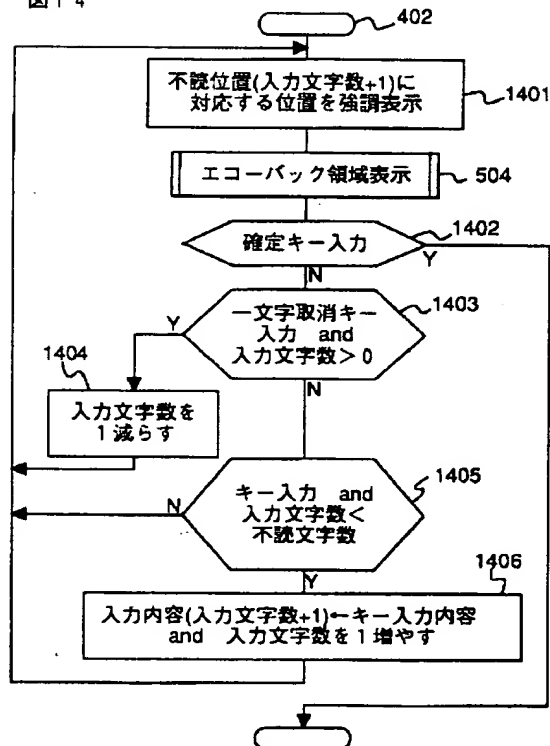 図14
402
不読位置(入力文字数+1)に
対応する位置を強調表示
1401
エコーバック領域表示
504
1402
確定キー入力
Y
N
1403
一文字取消キー
入力 and
入力文字数>0
Y
1404
N
入力文字数を
1減らす
1405
キー入力 and
入力文字数<
不読文字数
N
Y
1406
入力内容(入力文字数+1)←キー入力内容
and 入力文字数を1増やす